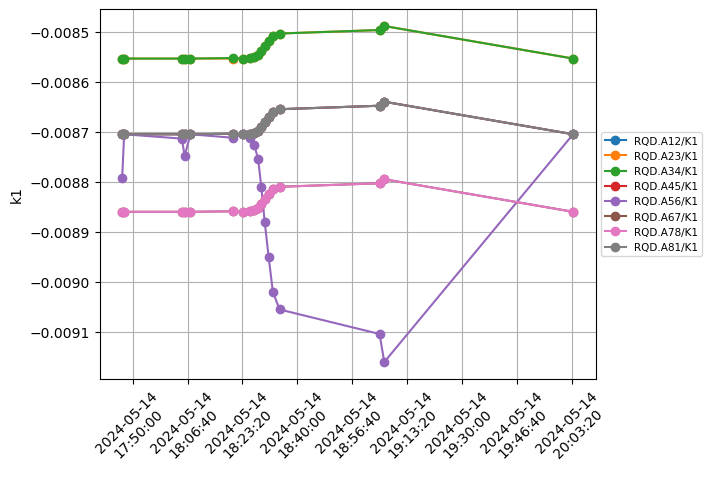 −0.0085
−0.0086
−0.0087
−0.0088
−0.0089
−0.0090
−0.0091
k1
2024-05-14
17:50:00
2024-05-14
18:06:40
2024-05-14
18:23:20
2024-05-14
18:40:00
2024-05-14
18:56:40
2024-05-14
19:13:20
2024-05-14
19:30:00
2024-05-14
19:46:40
2024-05-14
20:03:20
RQD.A12/K1
RQD.A23/K1
RQD.A34/K1
RQD.A45/K1
RQD.A56/K1
RQD.A67/K1
RQD.A78/K1
RQD.A81/K1